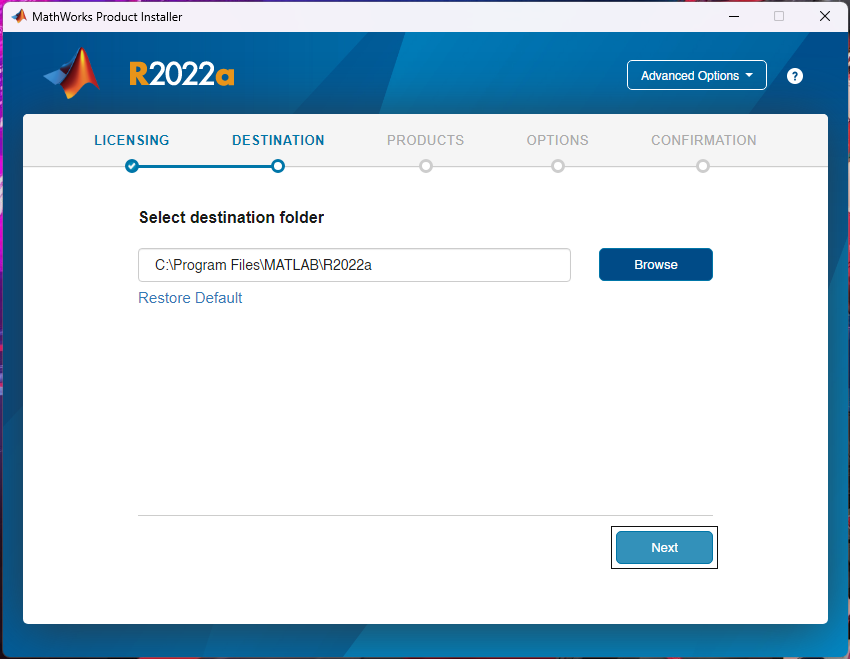 MathWorks Product Installer
R2022a
Advanced Options
?
LICENSING DESTINATION PRODUCTS OPTIONS CONFIRMATION
Select destination folder
C:\Program Files\MATLAB\R2022a
Browse
Restore Default
Next